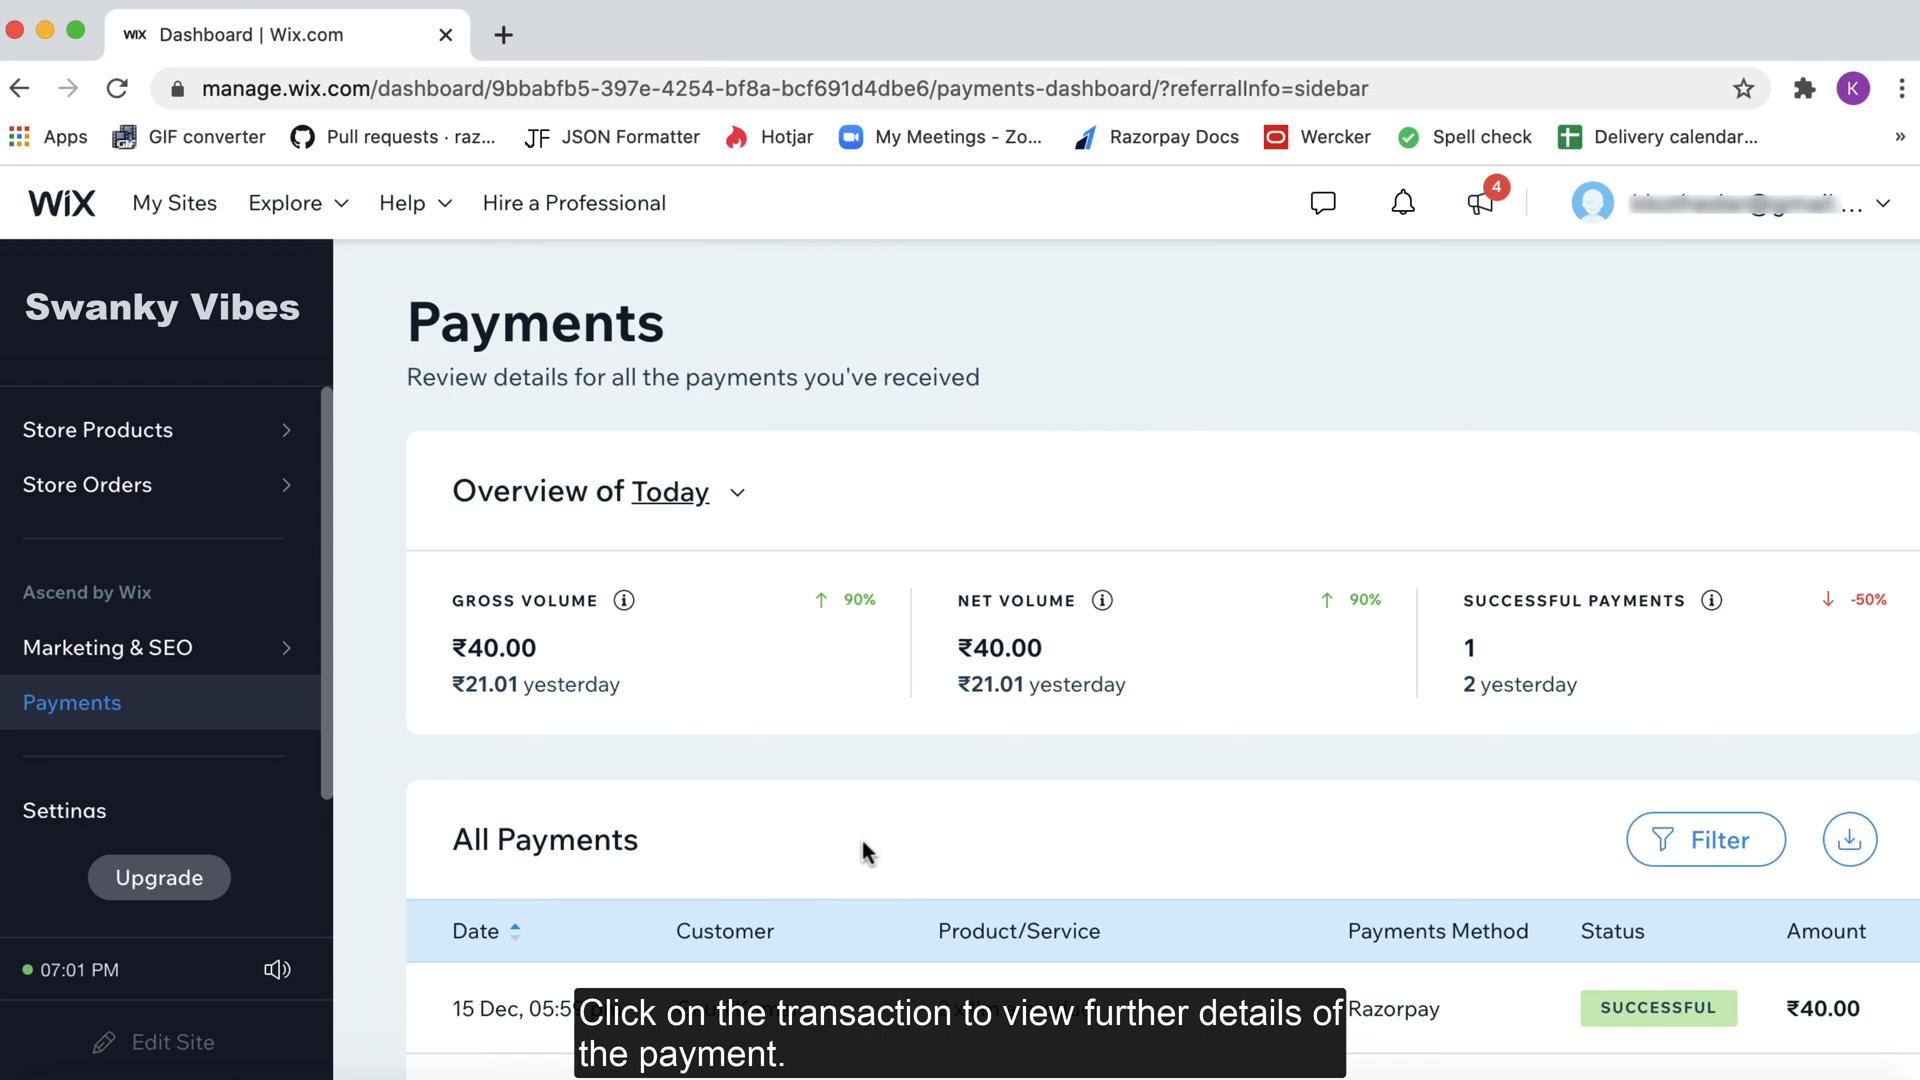 WiX Dashboard | Wix.com
manage.wix.com/dashboard/9bbabfb5-397e-4254-bf8a-bcf691d4dbe6/payments-dashboard/?referralInfo=sidebar
K
Apps GIF converter Pull requests · raz... JF JSON Formatter Hotjar My Meetings - Zo... Razorpay Docs Wercker Spell check Delivery calendar... »
WiX My Sites Explore Help Hire a Professional 4 ...
Swanky Vibes
Store Products
Store Orders
Ascend by Wix
Marketing & SEO
Payments
Settings
Upgrade
07:01 PM
Edit Site
Payments
Review details for all the payments you've received
Overview of Today
GROSS VOLUME 90%
₹40.00
₹21.01 yesterday
NET VOLUME 90%
₹40.00
₹21.01 yesterday
SUCCESSFUL PAYMENTS -50%
1
2 yesterday
All Payments Filter
Date Customer Product/Service Payments Method Status Amount
15 Dec, 05:59 Razorpay SUCCESSFUL ₹40.00
Click on the transaction to view further details of
the payment.